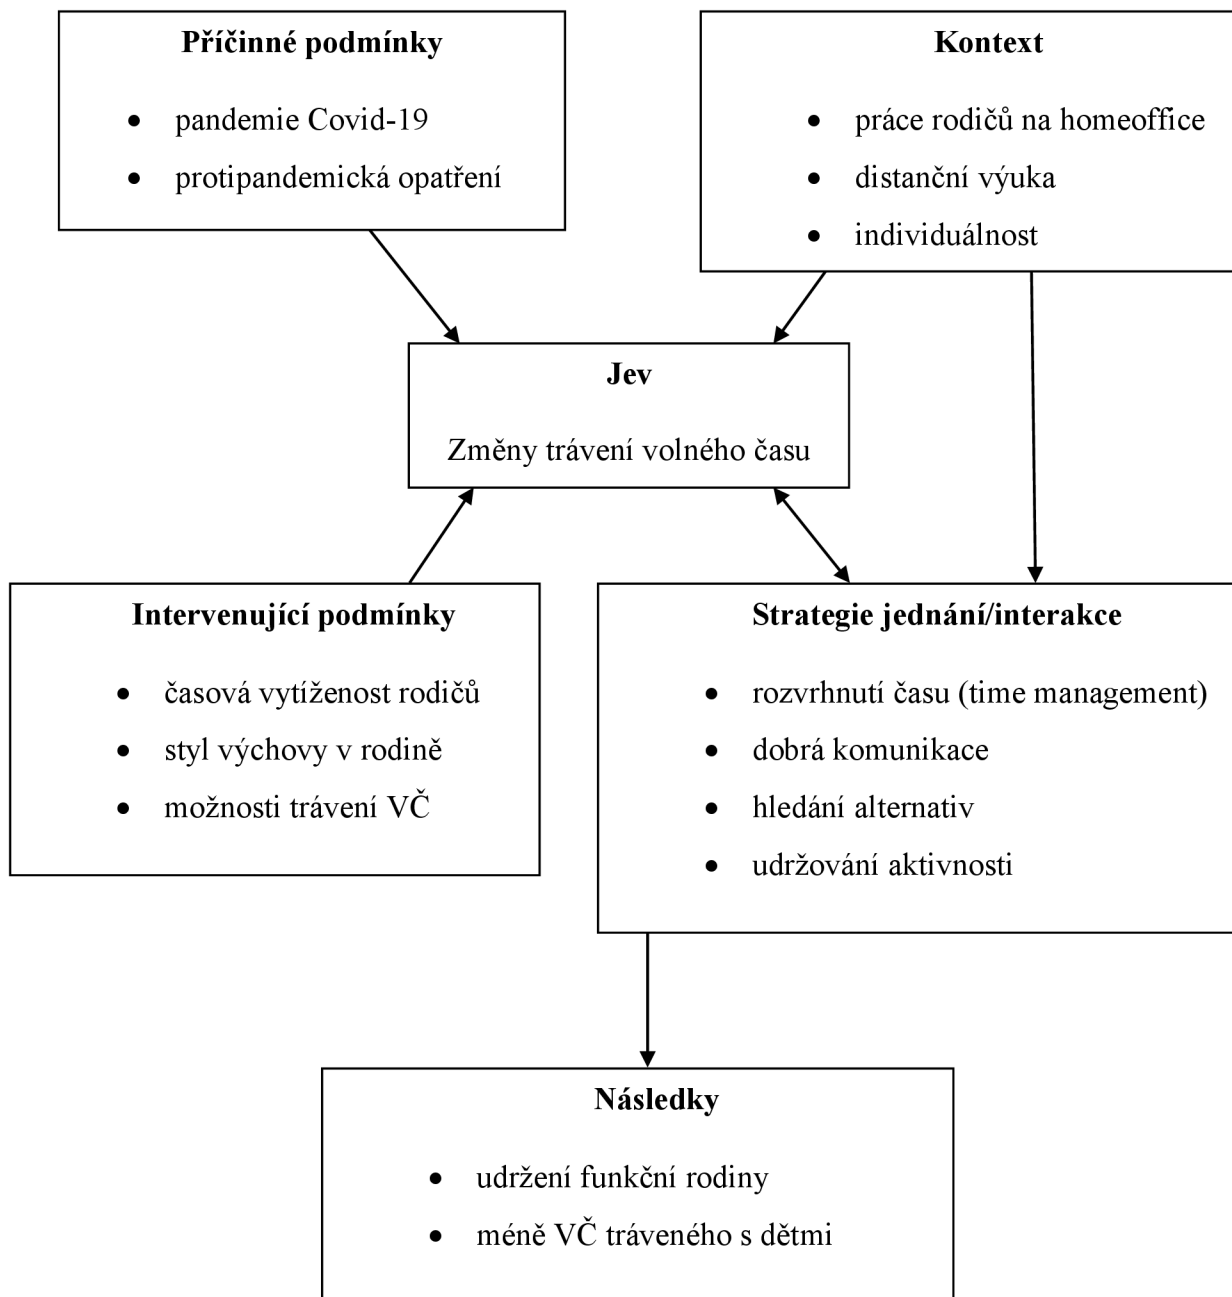 Příčinné podmínky
• pandemie Covid-19
• protipandemická opatření
Kontext
• práce rodičů na homeoffice
• distanční výuka
• individuálnost
Jev
Změny trávení volného času
Intervenující podmínky
• časová vytíženost rodičů
• styl výchovy v rodině
• možnosti trávení VČ
Strategie jednání/interakce
• rozvrhnutí času (time management)
• dobrá komunikace
• hledání alternativ
• udržování aktivnosti
Následky
• udržení funkční rodiny
• méně VČ tráveného s dětmi